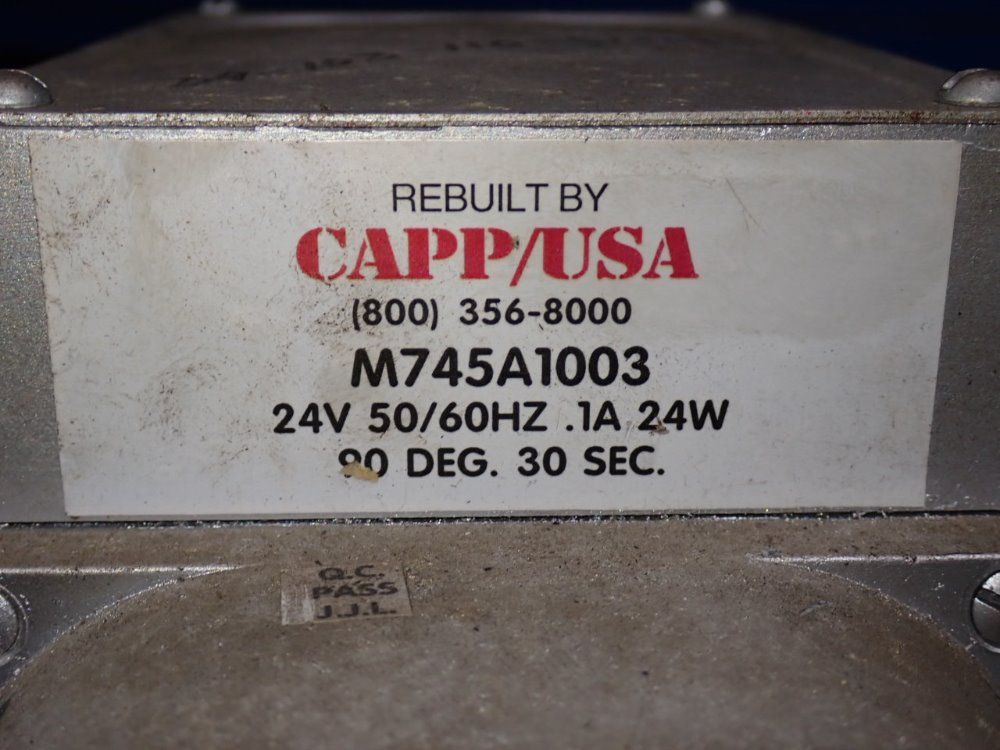 REBUILT BY
CAPP/USA
(800) 356-8000
M745A1003
24V 50/60HZ .1A 24W
90 DEG. 30 SEC.
Q.C.
PASS
J.J.L.